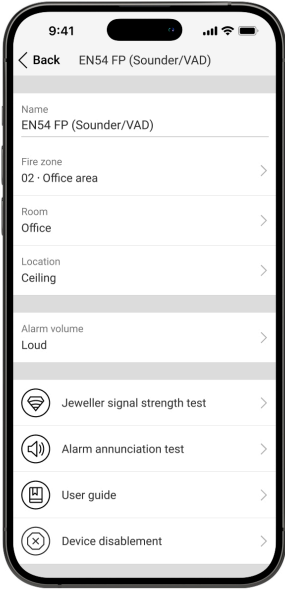 9:41
Back EN54 FP (Sounder/VAD)
Name
EN54 FP (Sounder/VAD)
Fire zone
02 · Office area
Room
Office
Location
Ceiling
Alarm volume
Loud
Jeweller signal strength test
Alarm annunciation test
User guide
Device disablement